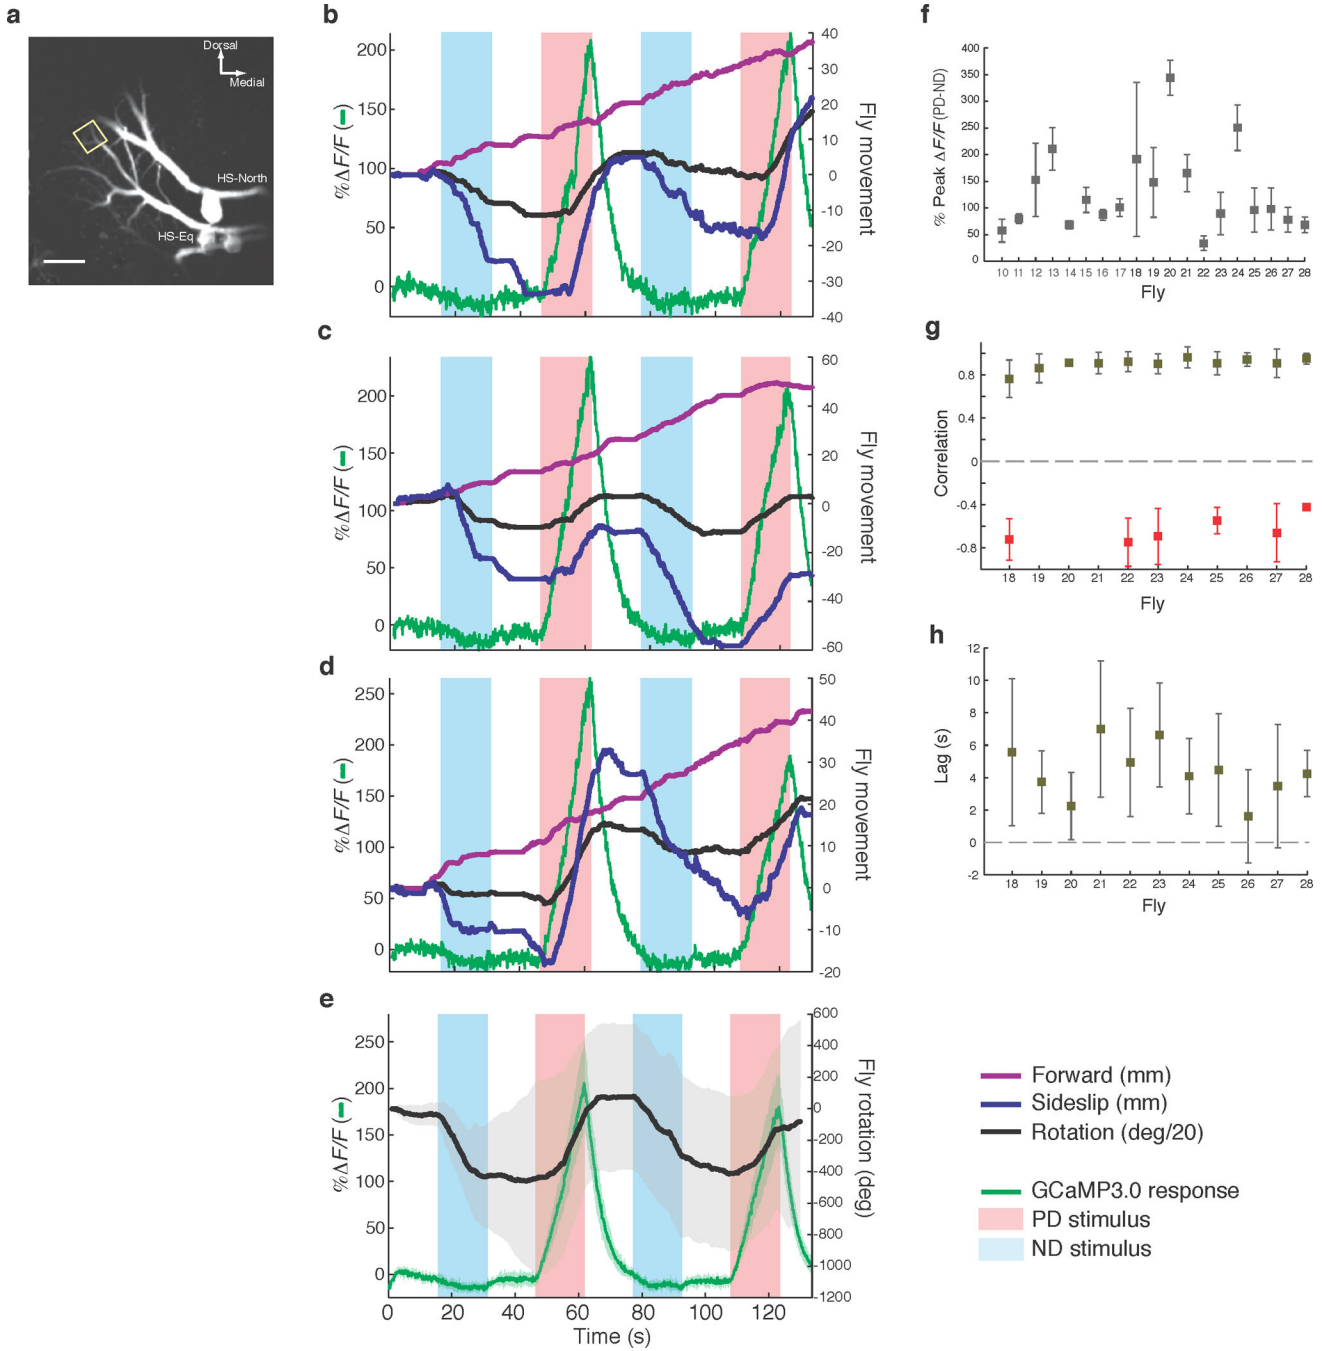 a
Dorsal
Medial
HS-North
HS-Eq
b
%ΔF/F (–)
200
150
100
50
0
40
30
20
10
0
-10
-20
-30
-40
Fly movement
c
%ΔF/F (–)
200
150
100
50
0
60
40
20
0
-20
-40
-60
Fly movement
d
%ΔF/F (–)
250
200
150
100
50
0
50
40
30
20
10
0
-10
-20
Fly movement
e
%ΔF/F (–)
250
200
150
100
50
0
600
400
200
0
-200
-400
-600
-800
-1000
-1200
Fly rotation (deg)
0 20 40 60 80 100 120
Time (s)
f
% Peak ΔF/F (PD-ND)
400
350
300
250
200
150
100
50
0
10 11 12 13 14 15 16 17 18 19 20 21 22 23 24 25 26 27 28
Fly
g
Correlation
0.8
0.4
0
-0.4
-0.8
18 19 20 21 22 23 24 25 26 27 28
Fly
h
Lag (s)
12
10
8
6
4
2
0
-2
18 19 20 21 22 23 24 25 26 27 28
Fly
Forward (mm)
Sideslip (mm)
Rotation (deg/20)
GCaMP3.0 response
PD stimulus
ND stimulus